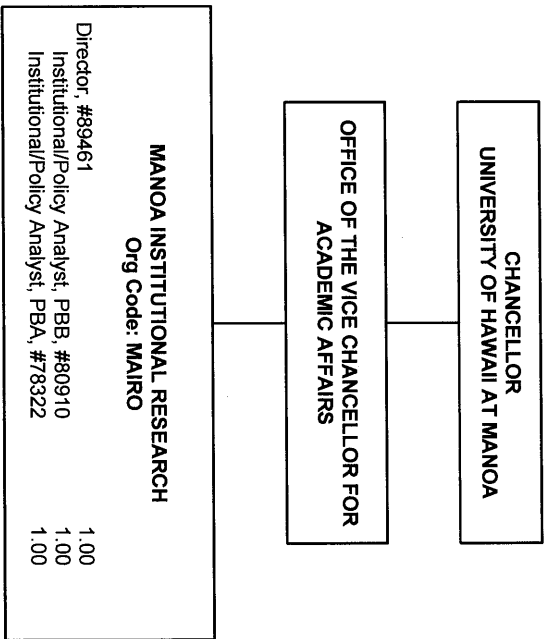 CHANCELLOR
UNIVERSITY OF HAWAII AT MANOA
OFFICE OF THE VICE CHANCELLOR FOR
ACADEMIC AFFAIRS
MANOA INSTITUTIONAL RESEARCH
Org Code: MAIRO
Director, #89461 1.00
Institutional/Policy Analyst, PBB, #80910 1.00
Institutional/Policy Analyst, PBA, #78322 1.00